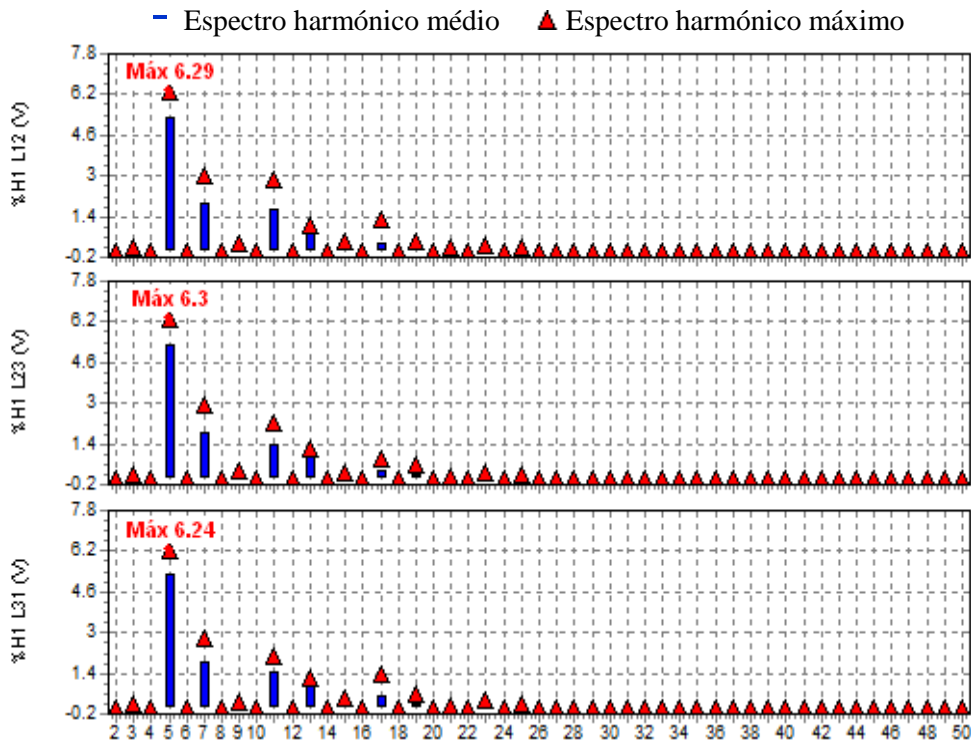 Espectro harmónico médio Espectro harmónico máximo
%H1 L12 (V)
7.8
6.2
4.6
3
1.4
-0.2
Máx 6.29
%H1 L23 (V)
7.8
6.2
4.6
3
1.4
-0.2
Máx 6.3
%H1 L31 (V)
7.8
6.2
4.6
3
1.4
-0.2
Máx 6.24
2 3 4 5 6 7 8 9 10 12 14 16 18 20 22 24 26 28 30 32 34 36 38 40 42 44 46 48 50